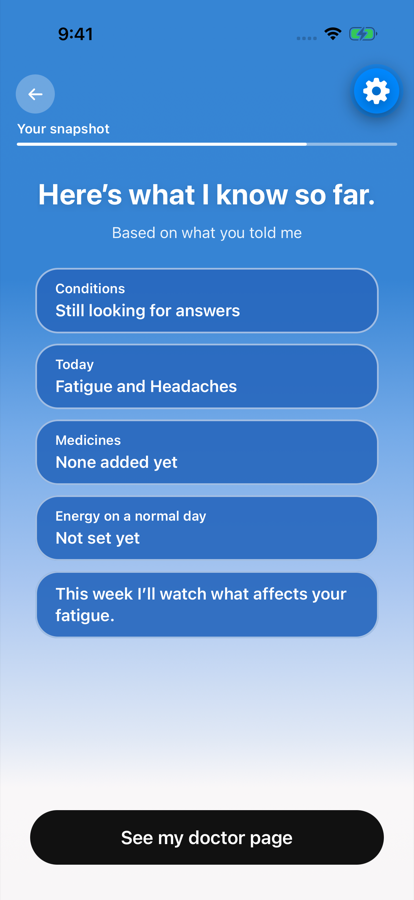 9:41
Your snapshot
Here’s what I know so far.
Based on what you told me
Conditions
Still looking for answers
Today
Fatigue and Headaches
Medicines
None added yet
Energy on a normal day
Not set yet
This week I’ll watch what affects your
fatigue.
See my doctor page